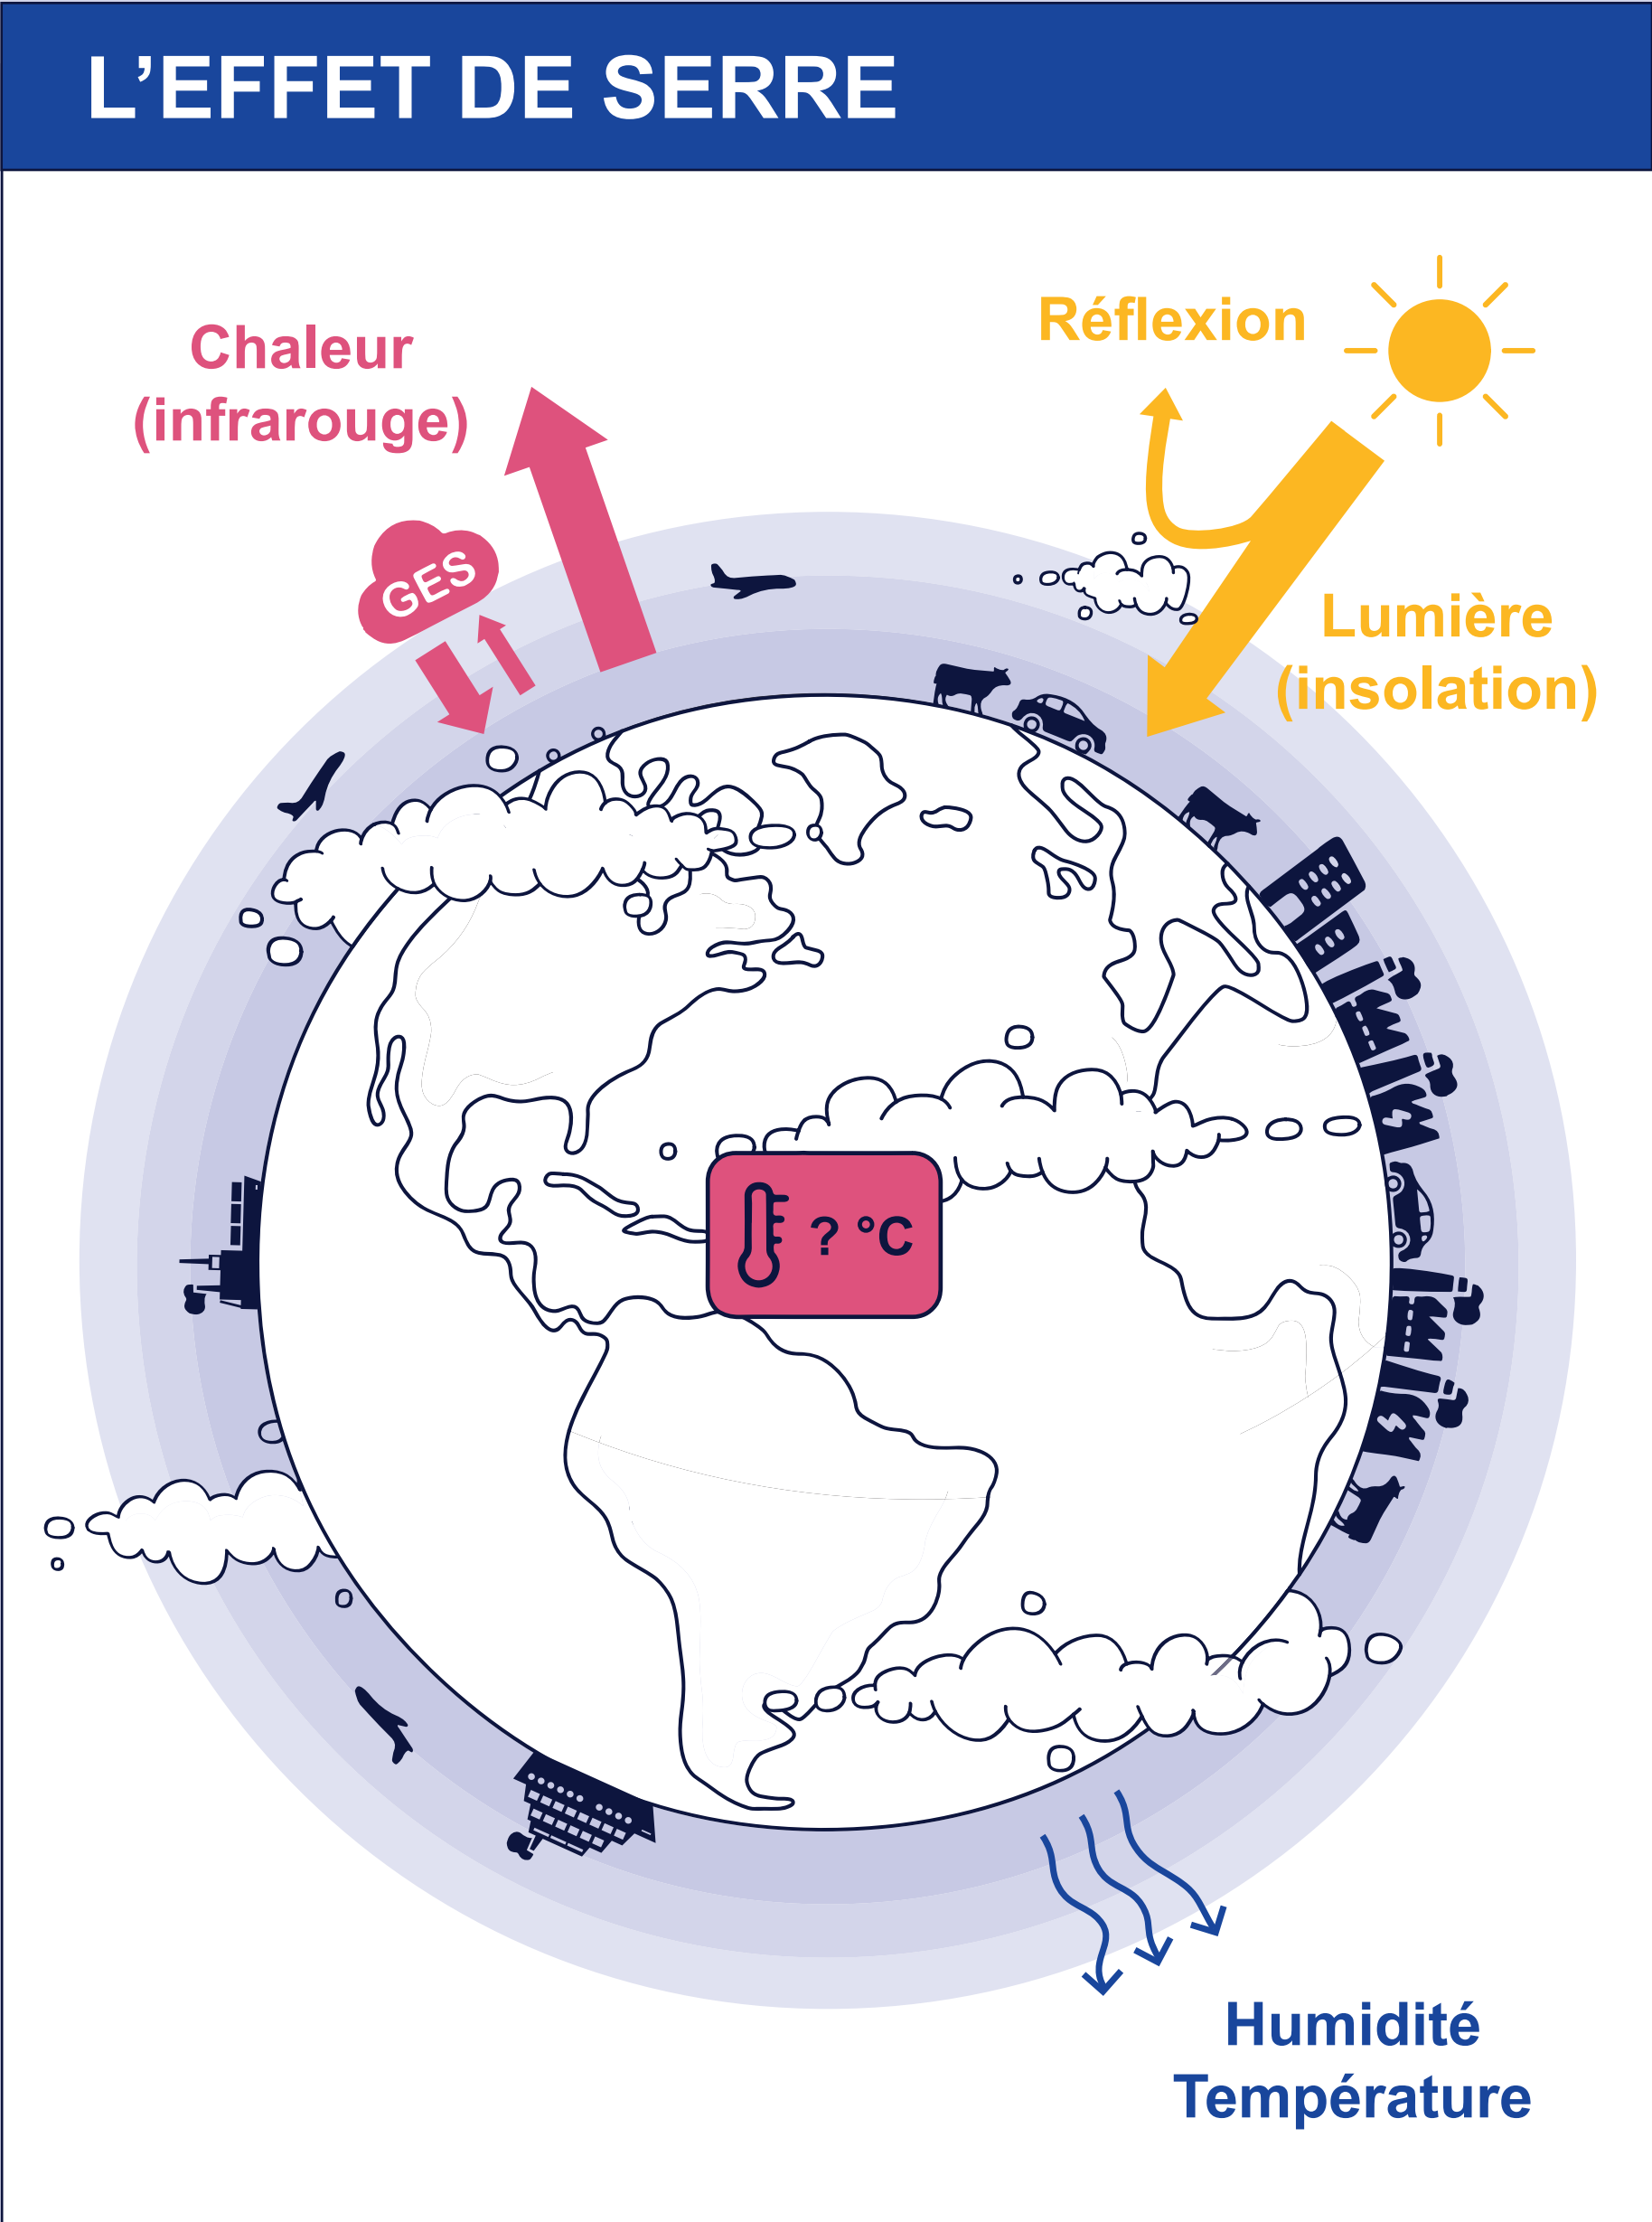 L’EFFET DE SERRE
Chaleur
(infrarouge)
Réflexion
GES
Lumière
(insolation)
? °C
Humidité
Température